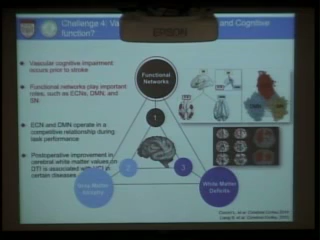 Challenge 4: Va and Cognitive
function?
EPSON
Vascular cognitive impairment
occurs prior to stroke
Functional networks play important
roles, such as ECNs, DMN, and
SN
ECN and DMN operate in a
competitive relationship during
task performance
Postoperative improvement in
cerebral white matter values on
DTI is associated with
certain diseases
Functional
Networks
1
2
3
Gray Matter
Atrophy
White Matter
Deficits